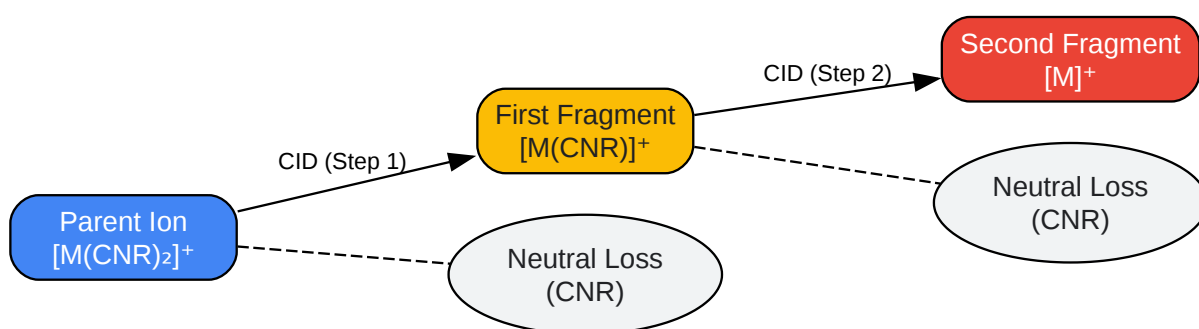 Second Fragment
[M]⁺
CID (Step 2)
First Fragment
[M(CNR)]⁺
CID (Step 1)
Neutral Loss
(CNR)
Parent Ion
[M(CNR)₂]⁺
Neutral Loss
(CNR)